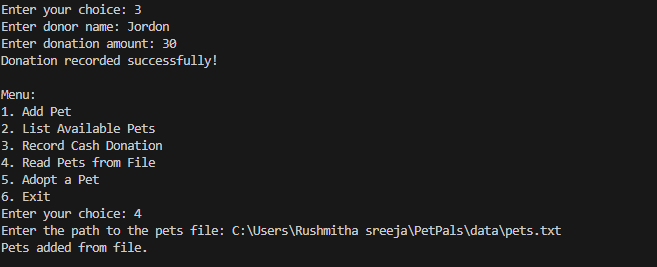 Enter your choice: 3
Enter donor name: Jordon
Enter donation amount: 30
Donation recorded successfully!
Menu:
1. Add Pet
2. List Available Pets
3. Record Cash Donation
4. Read Pets from File
5. Adopt a Pet
6. Exit
Enter your choice: 4
Enter the path to the pets file: C:\Users\Rushmitha sreeja\PetPals\data\pets.txt
Pets added from file.